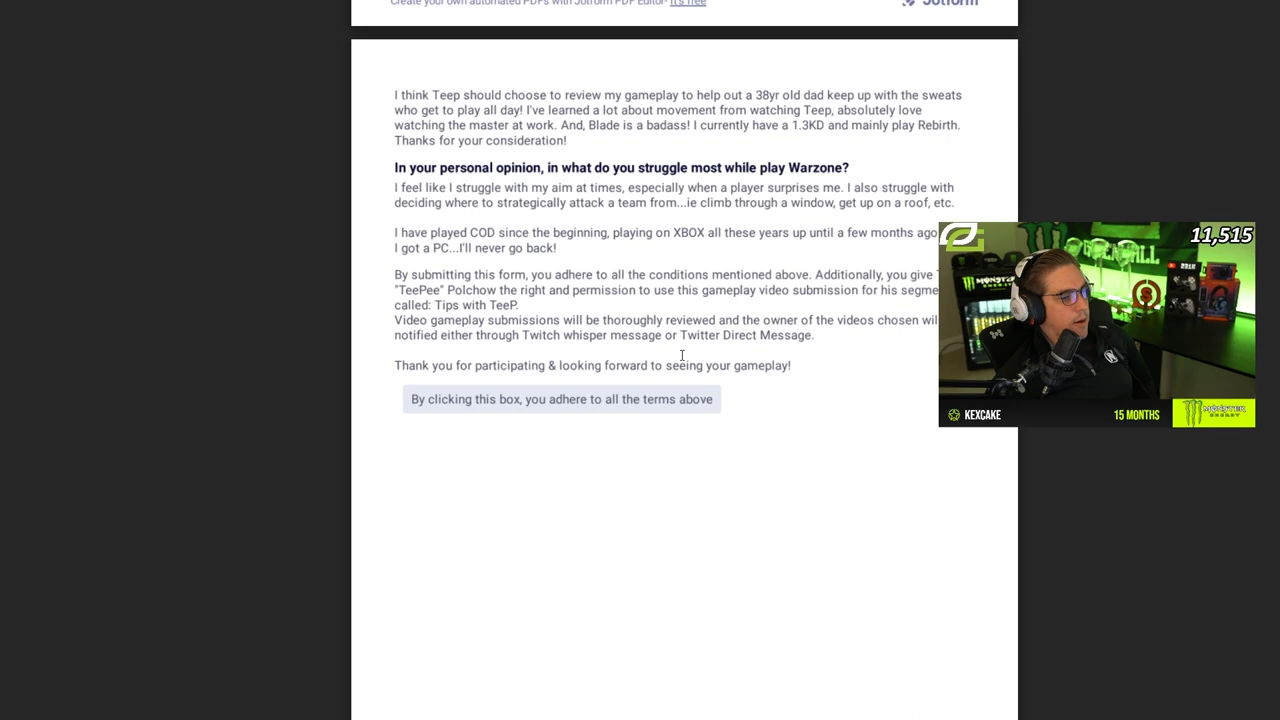 Create your own automated PDFs with Jotform PDF Editor- It's free
Jotform
I think Teep should choose to review my gameplay to help out a 38yr old dad keep up with the sweats
who get to play all day! I've learned a lot about movement from watching Teep, absolutely love
watching the master at work. And, Blade is a badass! I currently have a 1.3KD and mainly play Rebirth.
Thanks for your consideration!
In your personal opinion, in what do you struggle most while play Warzone?
I feel like I struggle with my aim at times, especially when a player surprises me. I also struggle with
deciding where to strategically attack a team from...ie climb through a window, get up on a roof, etc.
I have played COD since the beginning, playing on XBOX all these years up until a few months ago
I got a PC...I'll never go back!
By submitting this form, you adhere to all the conditions mentioned above. Additionally, you give
"TeePee" Polchow the right and permission to use this gameplay video submission for his segme
called: Tips with TeeP.
Video gameplay submissions will be thoroughly reviewed and the owner of the videos chosen wil
notified either through Twitch whisper message or Twitter Direct Message.
Thank you for participating & looking forward to seeing your gameplay!
By clicking this box, you adhere to all the terms above
11,515
KEXCAKE
15 MONTHS
MONSTER
ENERGY